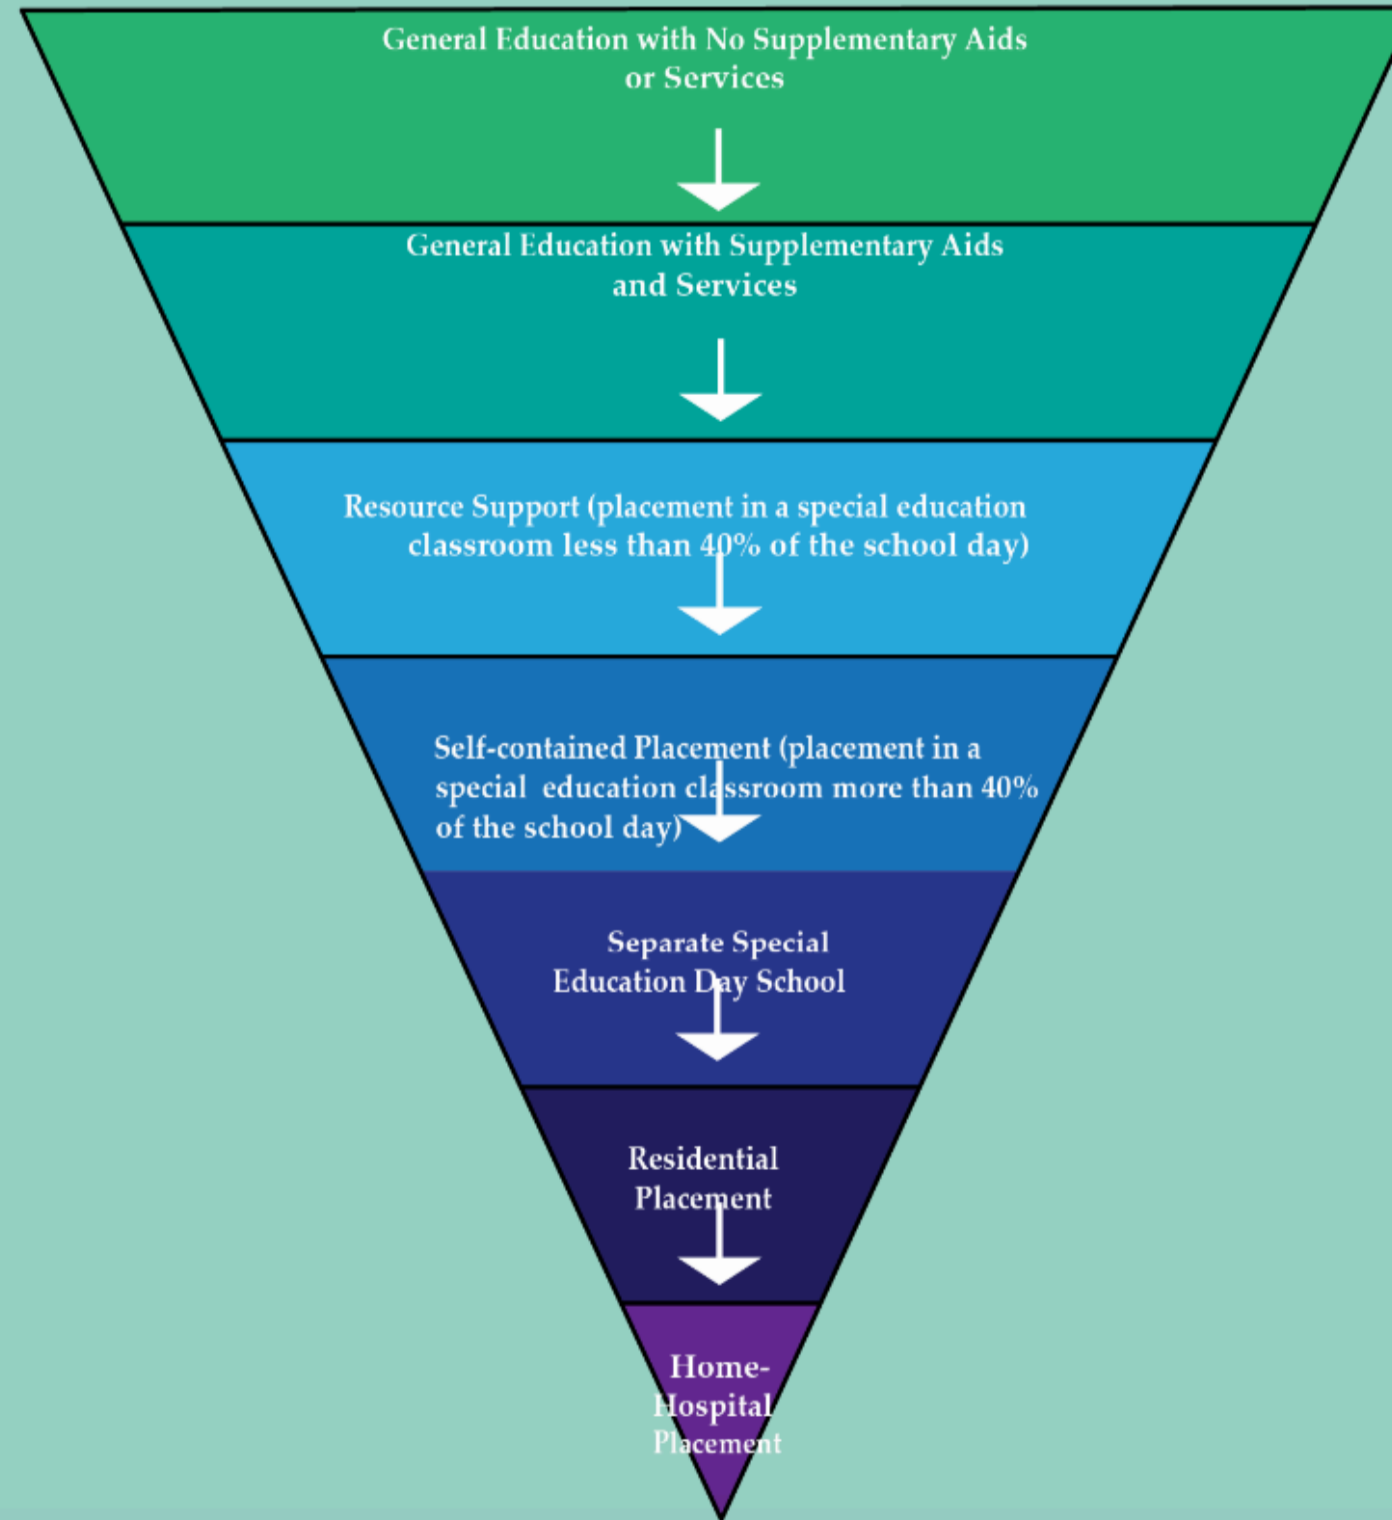 General Education with No Supplementary Aids
or Services
General Education with Supplementary Aids
and Services
Resource Support (placement in a special education
classroom less than 40% of the school day)
Self-contained Placement (placement in a
special education classroom more than 40%
of the school day)
Separate Special
Education Day School
Residential
Placement
Home-
Hospital
Placement